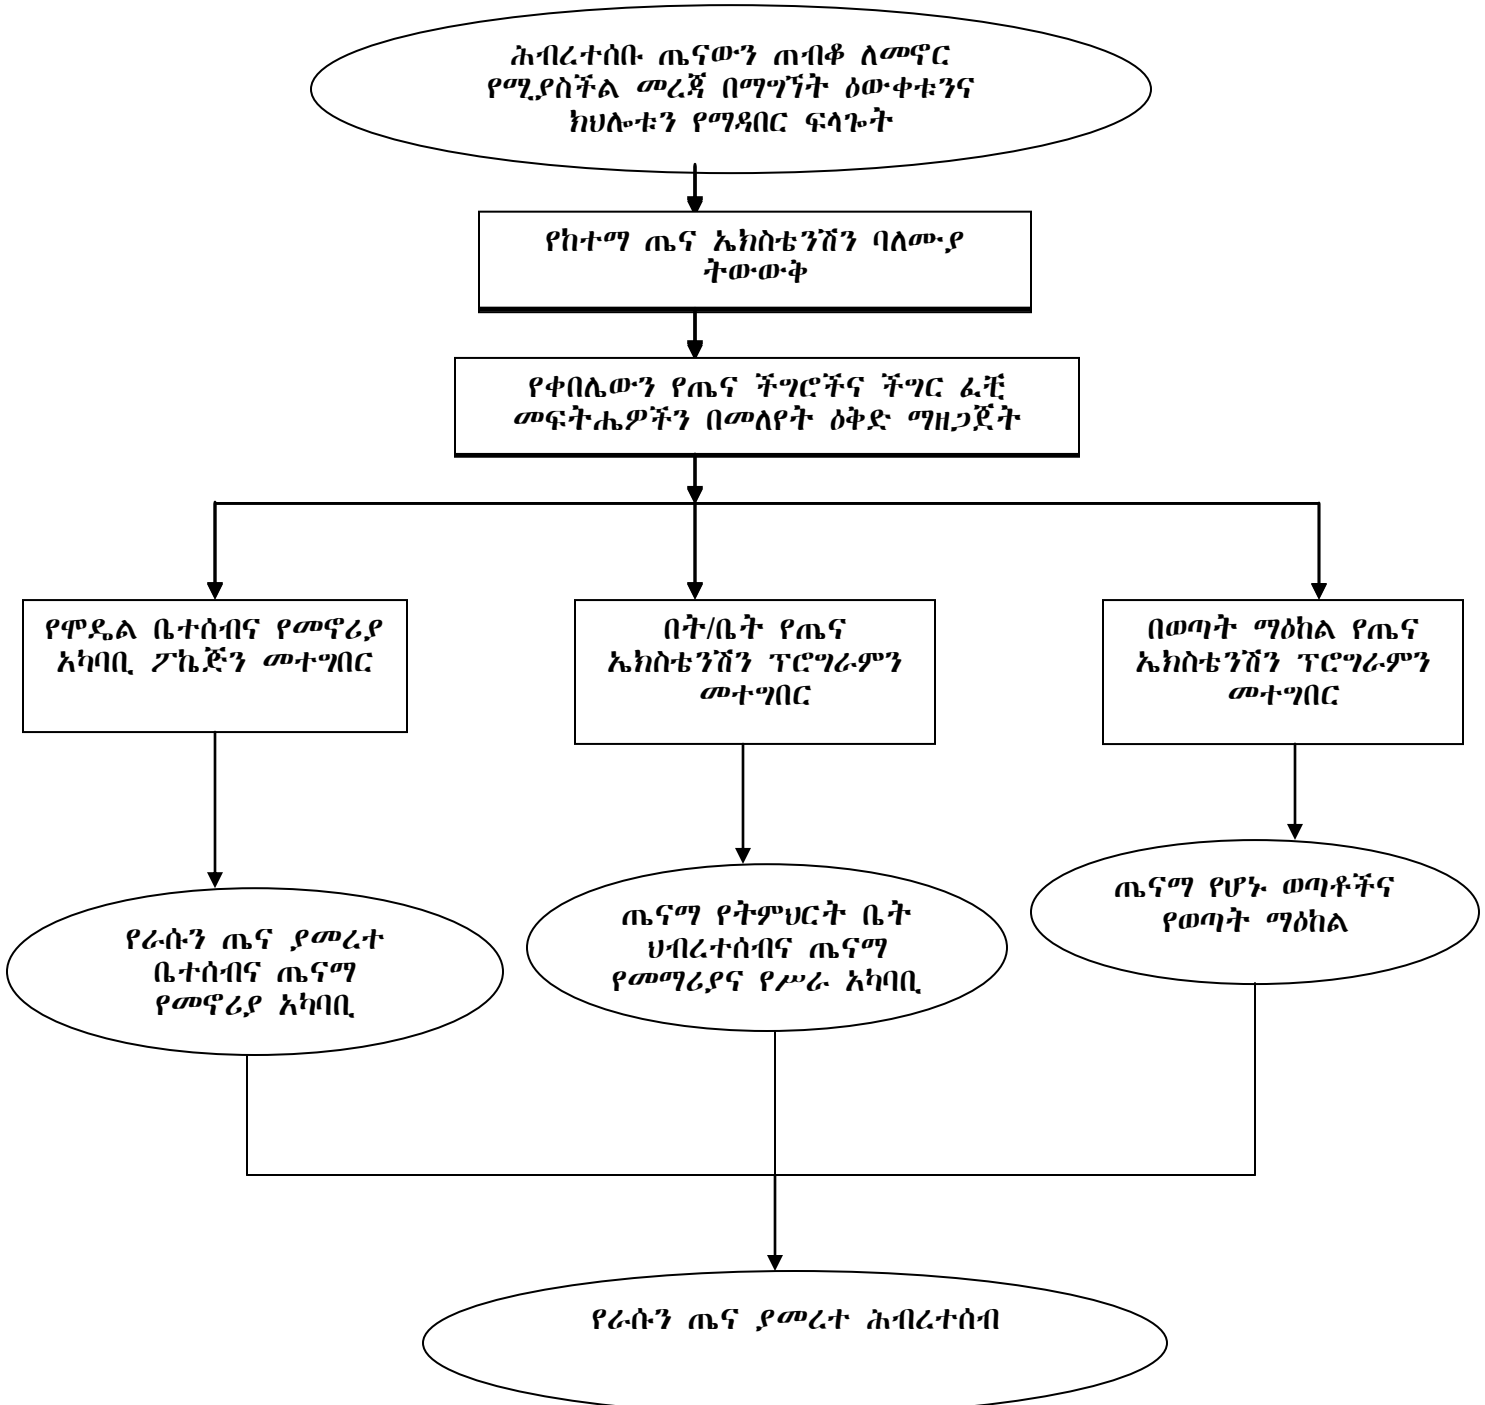 ሕብረተሰቡ ጤናውን ጠብቆ ለመኖር
የሚያስችል መረጃ በማግኘት ዕውቀቱንና
ክህሎቱን የማዳበር ፍላጐት
የከተማ ጤና ኤክስቴንሽን ባለሙያ
ትውውቅ
የቀበሌውን የጤና ችግሮችና ችግር ፈቺ
መፍትሔዎችን በመለየት ዕቅድ ማዘጋጀት
የሞዴል ቤተሰብና የመኖሪያ
አካባቢ ፖኬጅን መተግበር
በት/ቤት የጤና
ኤክስቴንሽን ፕሮግራምን
መተግበር
በወጣት ማዕከል የጤና
ኤክስቴንሽን ፕሮግራምን
መተግበር
የራሱን ጤና ያመረተ
ቤተሰብና ጤናማ
የመኖሪያ አካባቢ
ጤናማ የትምህርት ቤት
ህብረተሰብና ጤናማ
የመማሪያና የሥራ አካባቢ
ጤናማ የሆኑ ወጣቶችና
የወጣት ማዕከል
የራሱን ጤና ያመረተ ሕብረተሰብ